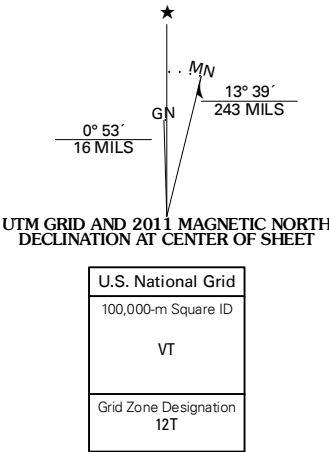 ★
MN
GN
13° 39´
243 MILS
0° 53´
16 MILS
UTM GRID AND 2011 MAGNETIC NORTH
DECLINATION AT CENTER OF SHEET
U.S. National Grid
100,000-m Square ID
VT
Grid Zone Designation
12T